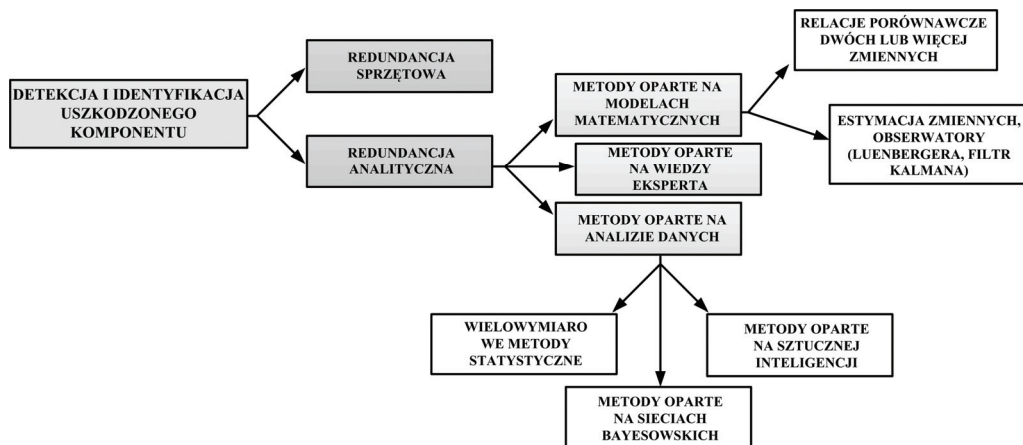 DETEKCJA I IDENTYFIKACJA
USZKODZONEGO
KOMPONENTU
REDUNDANCJA
SPRZĘTOWA
REDUNDANCJA
ANALITYCZNA
METODY OPARTE NA
MODELACH
MATEMATYCZNYCH
METODY OPARTE
NA WIEDZY
EKSPERTA
METODY OPARTE NA
ANALIZIE DANYCH
RELACJE PORÓWNAWCZE
DWÓCH LUB WIĘCEJ
ZMIENNYCH
ESTYMACJA ZMIENNYCH,
OBSERWATORY
(LUENBERGERA, FILTR
KALMANA)
WIELOWYMIARO
WE METODY
STATYSTYCZNE
METODY OPARTE
NA SIECIACH
BAYESOWSKICH
METODY OPARTE
NA SZTUCZNEJ
INTELIGENCJI